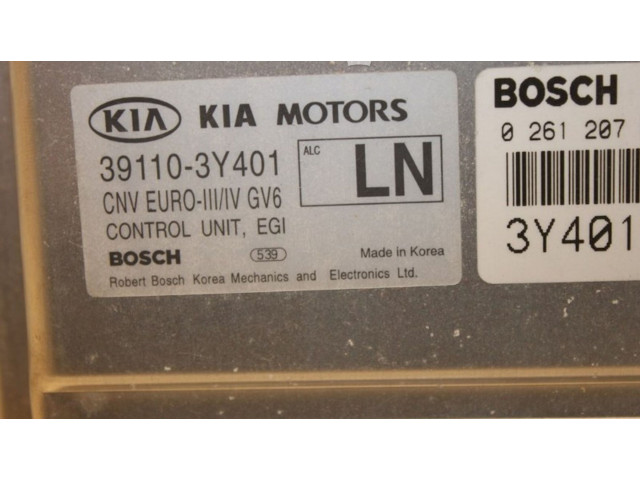 KIA KIA MOTORS
39110-3Y401
ALC
LN
CNV EURO-III/IV GV6
CONTROL UNIT, EGI
BOSCH 539 Made in Korea
Robert Bosch Korea Mechanics and Electronics Ltd.
BOSCH
0 261 207
3Y401